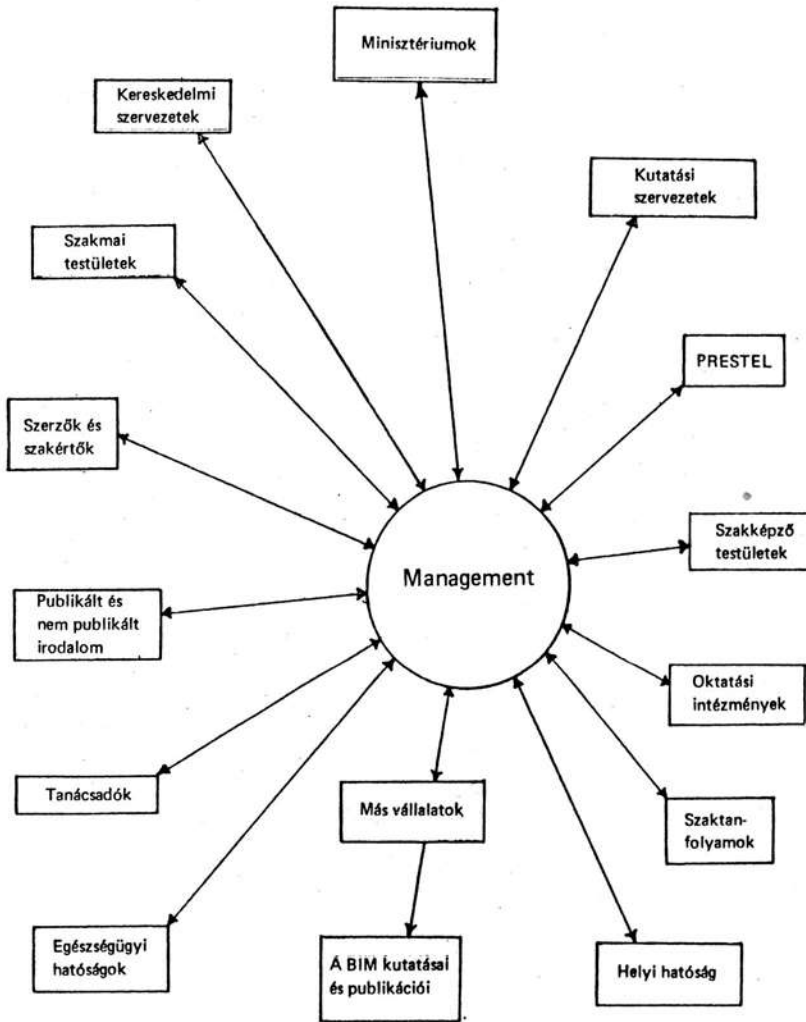 Minisztériumok
Kereskedelmi
szervezetek
Kutatási
szervezetek
Szakmai
testületek
PRESTEL
Szerzők és
szakértők
Szakképző
testületek
Management
Publikált és
nem publikált
irodalom
Oktatási
intézmények
Tanácsadók
Más vállalatok
Szaktan-
folyamok
Egészségügyi
hatóságok
A BIM kutatásai
és publikációi
Helyi hatóság